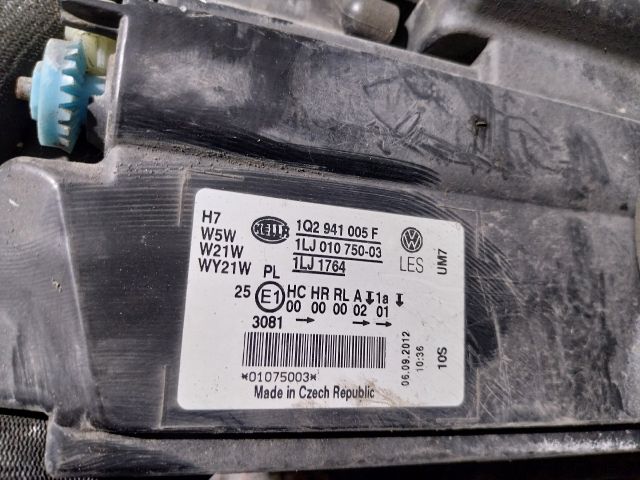 H7
W5W
W21W
WY21W
HELLA
1Q2 941 005 F
1LJ 010 750-03
1LJ 1764
PL
LES
UM7
25 E1 HC HR RL A 1a
00 00 00 02 01
3081 → → →
*01075003*
Made in Czech Republic
06.09.2012
10:36
10S